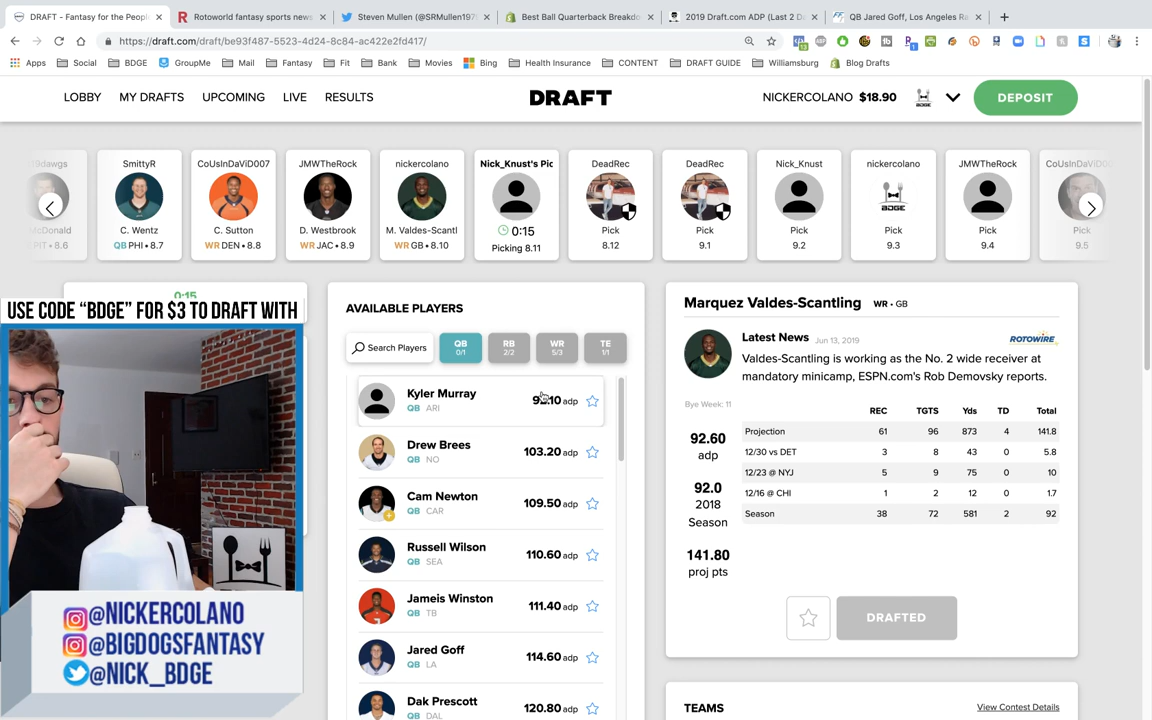 DRAFT - Fantasy for the Peopl
Rotoworld fantasy sports news
Steven Mullen (@SRMullen197
Best Ball Quarterback Breakdo
2019 Draft.com ADP (Last 2 D
QB Jared Goff, Los Angeles Ra
https://draft.com/draft/be93f487-5523-4d24-8c84-ac422e2fd417/
Apps Social BDGE GroupMe Mail Fantasy Fit Bank Movies Bing Health Insurance CONTENT DRAFT GUIDE Williamsburg Blog Drafts
LOBBY MY DRAFTS UPCOMING LIVE RESULTS
DRAFT
NICKERCOLANO $18.90
DEPOSIT
McDonald
PIT • 8.6
SmittyR
C. Wentz
QB PHI • 8.7
CoUsInDaViD007
C. Sutton
WR DEN • 8.8
JMWTheRock
D. Westbrook
WR JAC • 8.9
nickercolano
M. Valdes-Scantl
WR GB • 8.10
Nick_Knust's Pic
0:15
Picking 8.11
DeadRec
Pick
8.12
DeadRec
Pick
9.1
Nick_Knust
Pick
9.2
nickercolano
BDGE
Pick
9.3
JMWTheRock
Pick
9.4
CoUsInDaViD00
Pick
9.5
0:15
USE CODE "BDGE" FOR $3 TO DRAFT WITH
BDGE
@NICKERCOLANO
@BIGDOGSFANTASY
@NICK_BDGE
AVAILABLE PLAYERS
Search Players
QB
0/1
RB
2/2
WR
5/3
TE
1/1
Kyler Murray
QB ARI
adp
Drew Brees
QB NO
103.20 adp
Cam Newton
QB CAR
109.50 adp
Russell Wilson
QB SEA
110.60 adp
Jameis Winston
QB TB
111.40 adp
Jared Goff
QB LA
114.60 adp
Dak Prescott
QB DAL
120.80 adp
Marquez Valdes-Scantling WR • GB
Latest News Jun 13, 2019
ROTOWIRE
Valdes-Scantling is working as the No. 2 wide receiver at
mandatory minicamp, ESPN.com's Rob Demovsky reports.
Bye Week: 11
92.60
adp
92.0
2018
Season
141.80
proj pts
REC TGTS Yds TD Total
Projection 61 96 873 4 141.8
12/30 vs DET 3 8 43 0 5.8
12/23 @ NYJ 5 9 75 0 10
12/16 @ CHI 1 2 12 0 1.7
Season 38 72 581 2 92
DRAFTED
TEAMS
View Contest Details